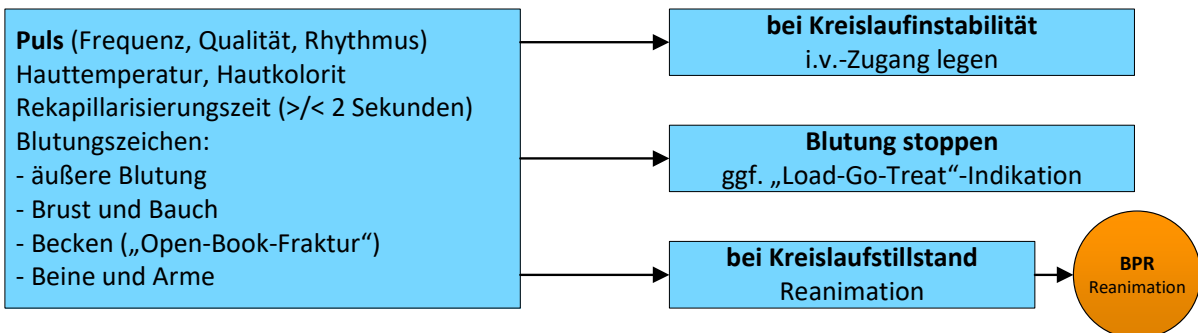 Puls (Frequenz, Qualität, Rhythmus)
Hauttemperatur, Hautkolorit
Rekapillarisierungszeit (>/< 2 Sekunden)
Blutungszeichen:
- äußere Blutung
- Brust und Bauch
- Becken („Open-Book-Fraktur“)
- Beine und Arme
bei Kreislaufinstabilität
i.v.-Zugang legen
Blutung stoppen
ggf. „Load-Go-Treat“-Indikation
bei Kreislaufstillstand
Reanimation
BPR
Reanimation